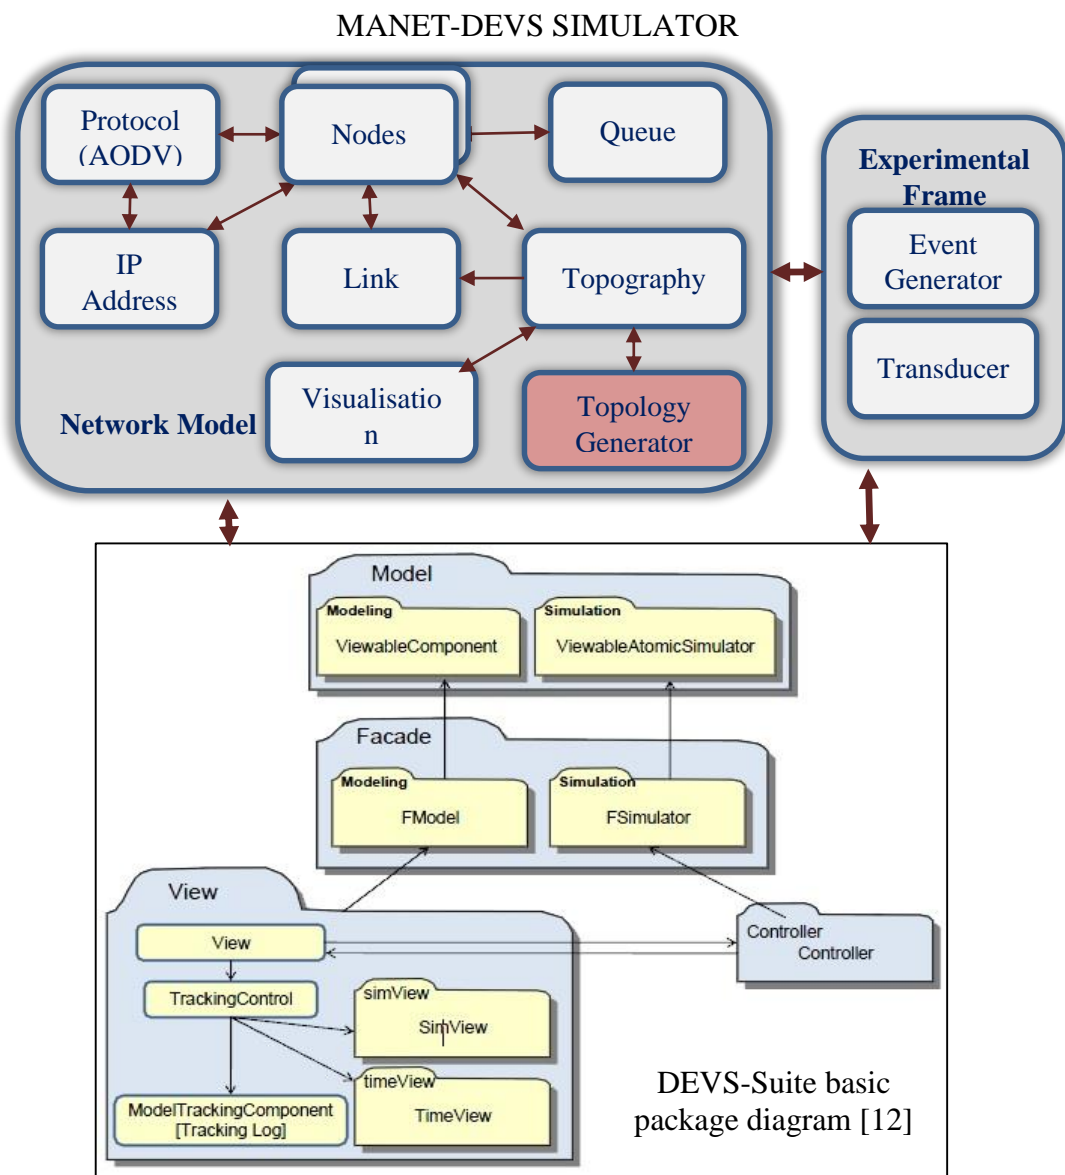 MANET-DEVS SIMULATOR
Protocol
(AODV)
Nodes
Queue
IP
Address
Link
Topography
Visualisatio
n
Topology
Generator
Network Model
Experimental
Frame
Event
Generator
Transducer
Model
Modeling
ViewableComponent
Simulation
ViewableAtomicSimulator
Facade
Modeling
FModel
Simulation
FSimulator
View
View
TrackingControl
simView
SimView
timeView
TimeView
ModelTrackingComponent
[Tracking Log]
Controller
Controller
DEVS-Suite basic
package diagram [12]